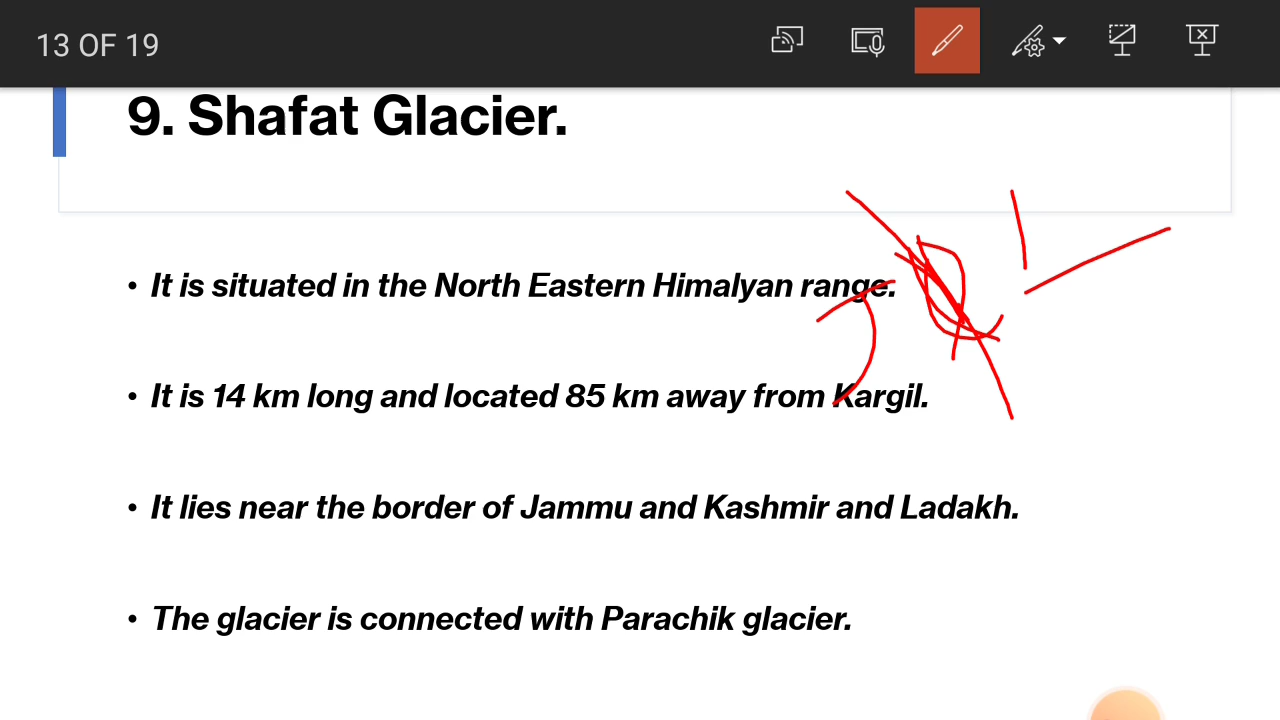 13 OF 19
9. Shafat Glacier.
• It is situated in the North Eastern Himalyan range.
• It is 14 km long and located 85 km away from Kargil.
• It lies near the border of Jammu and Kashmir and Ladakh.
• The glacier is connected with Parachik glacier.